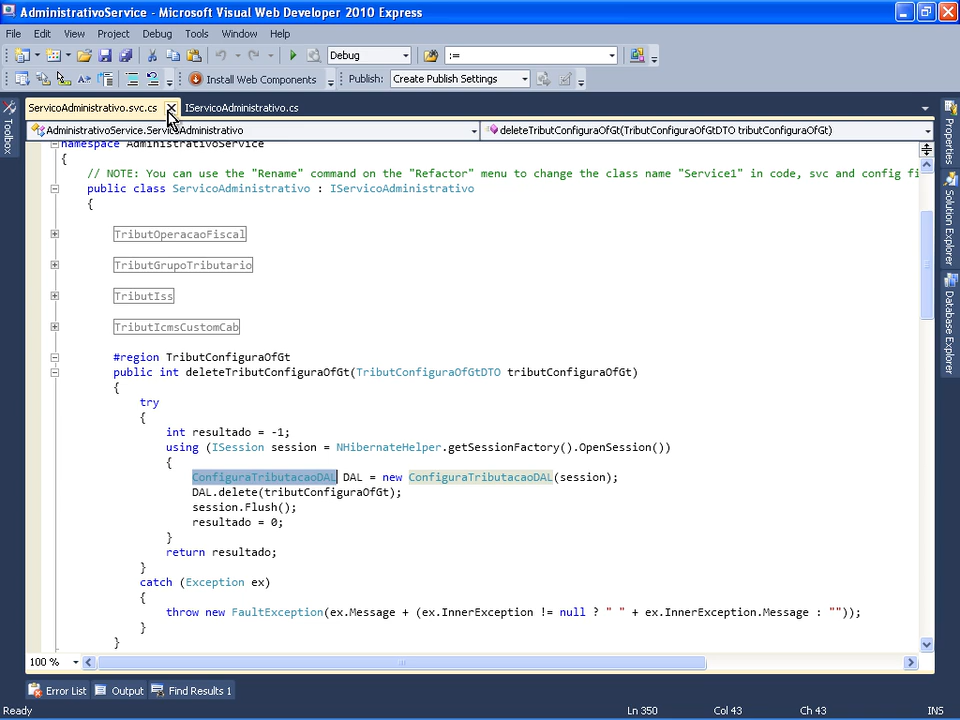 AdministrativoService - Microsoft Visual Web Developer 2010 Express
File Edit View Project Debug Tools Window Help
Debug :=
Install Web Components Publish: Create Publish Settings
ServicoAdministrativo.svc.cs IServicoAdministrativo.cs
AdministrativoService.ServicoAdministrativo deleteTributConfiguraOfGt(TributConfiguraOfGtDTO tributConfiguraOfGt)
Toolbox
Properties
Solution Explorer
Database Explorer
namespace AdministrativoService
{
// NOTE: You can use the "Rename" command on the "Refactor" menu to change the class name "Service1" in code, svc and config fi
public class ServicoAdministrativo : IServicoAdministrativo
{
TributOperacaoFiscal
TributGrupoTributario
TributIss
TributIcmsCustomCab
#region TributConfiguraOfGt
public int deleteTributConfiguraOfGt(TributConfiguraOfGtDTO tributConfiguraOfGt)
{
try
{
int resultado = -1;
using (ISession session = NHibernateHelper.getSessionFactory().OpenSession())
{
ConfiguraTributacaoDAL DAL = new ConfiguraTributacaoDAL(session);
DAL.delete(tributConfiguraOfGt);
session.Flush();
resultado = 0;
}
return resultado;
}
catch (Exception ex)
{
throw new FaultException(ex.Message + (ex.InnerException != null ? " " + ex.InnerException.Message : ""));
}
}
100 %
Error List Output Find Results 1
Ready Ln 350 Col 43 Ch 43 INS